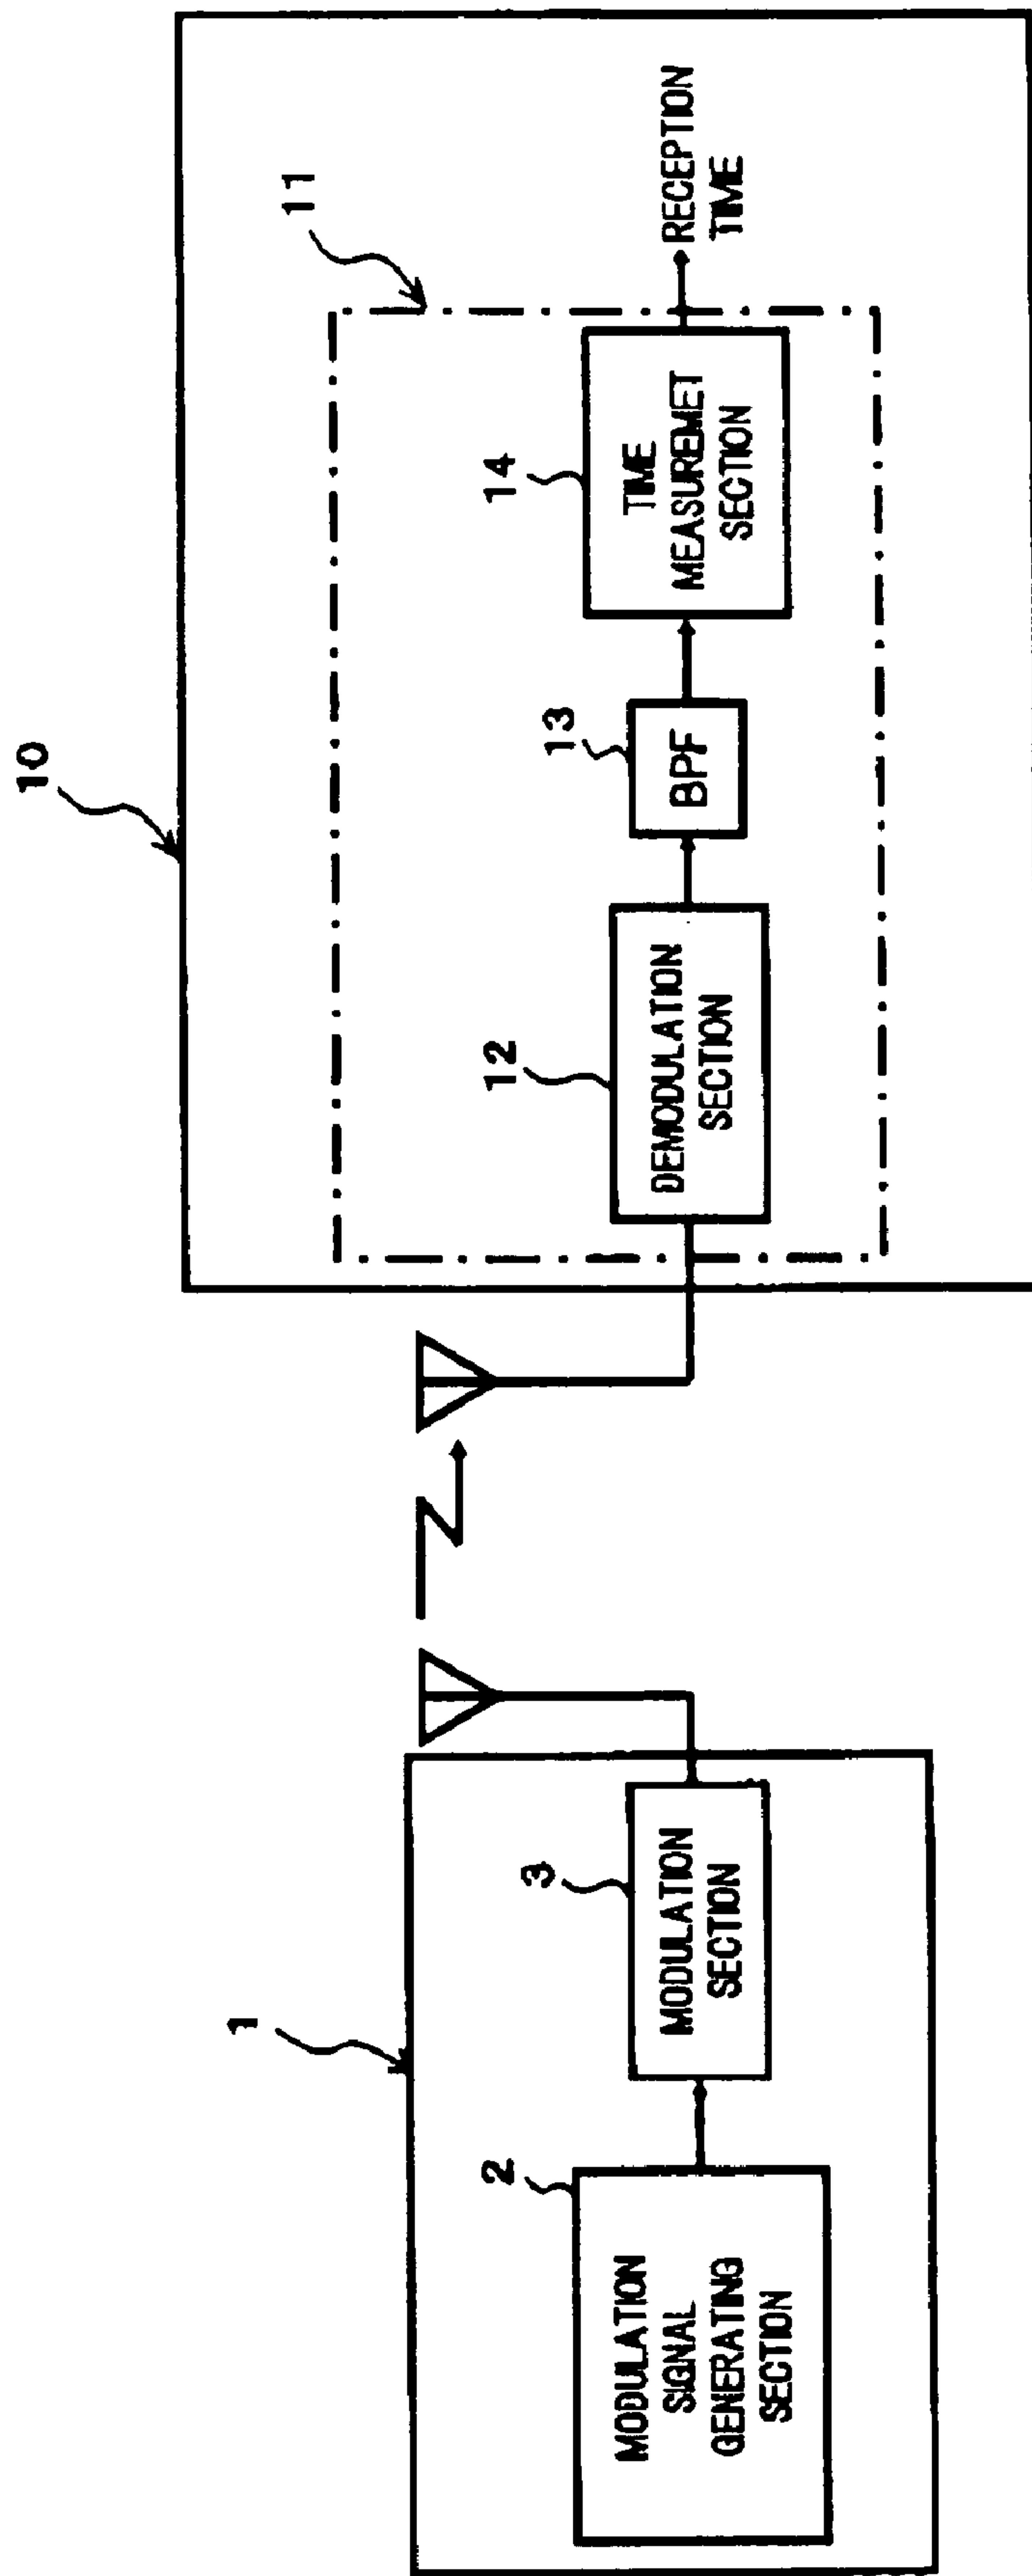 1
2
MODULATION
SIGNAL
GENERATING
SECTION
3
MODULATION
SECTION
10
11
12
DEMODULATION
SECTION
13
BPF
14
TIME
MEASUREMET
SECTION
RECEPTION
TIME